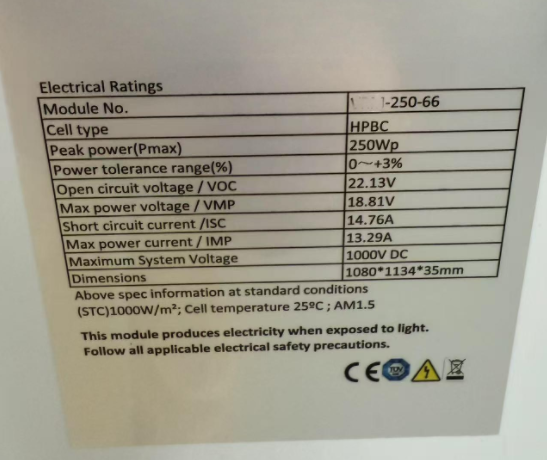 Electrical Ratings
Module No. -250-66
Cell type HPBC
Peak power(Pmax) 250Wp
Power tolerance range(%) 0~+3%
Open circuit voltage / VOC 22.13V
Max power voltage / VMP 18.81V
Short circuit current /ISC 14.76A
Max power current / IMP 13.29A
Maximum System Voltage 1000V DC
Dimensions 1080*1134*35mm
Above spec information at standard conditions
(STC)1000W/m²; Cell temperature 25ºC ; AM1.5
This module produces electricity when exposed to light.
Follow all applicable electrical safety precautions.
CE TÜV